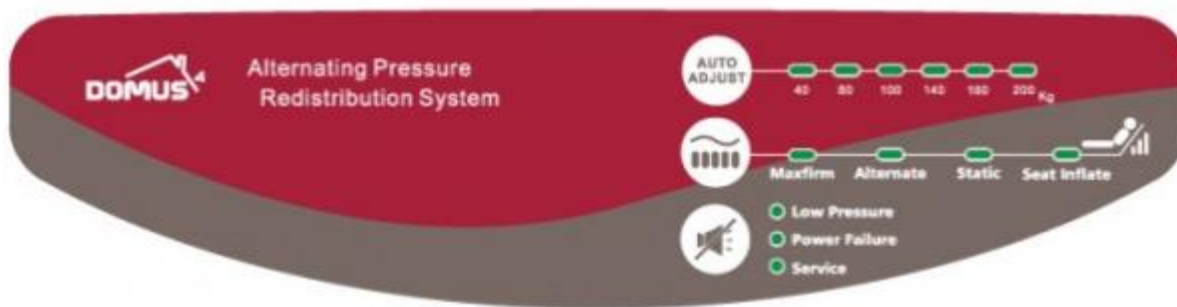 DOMUS
Alternating Pressure
Redistribution System
AUTO
ADJUST
40 80 100 140 180 200 Kg
Maxfirm Alternate Static Seat Inflate
Low Pressure
Power Failure
Service